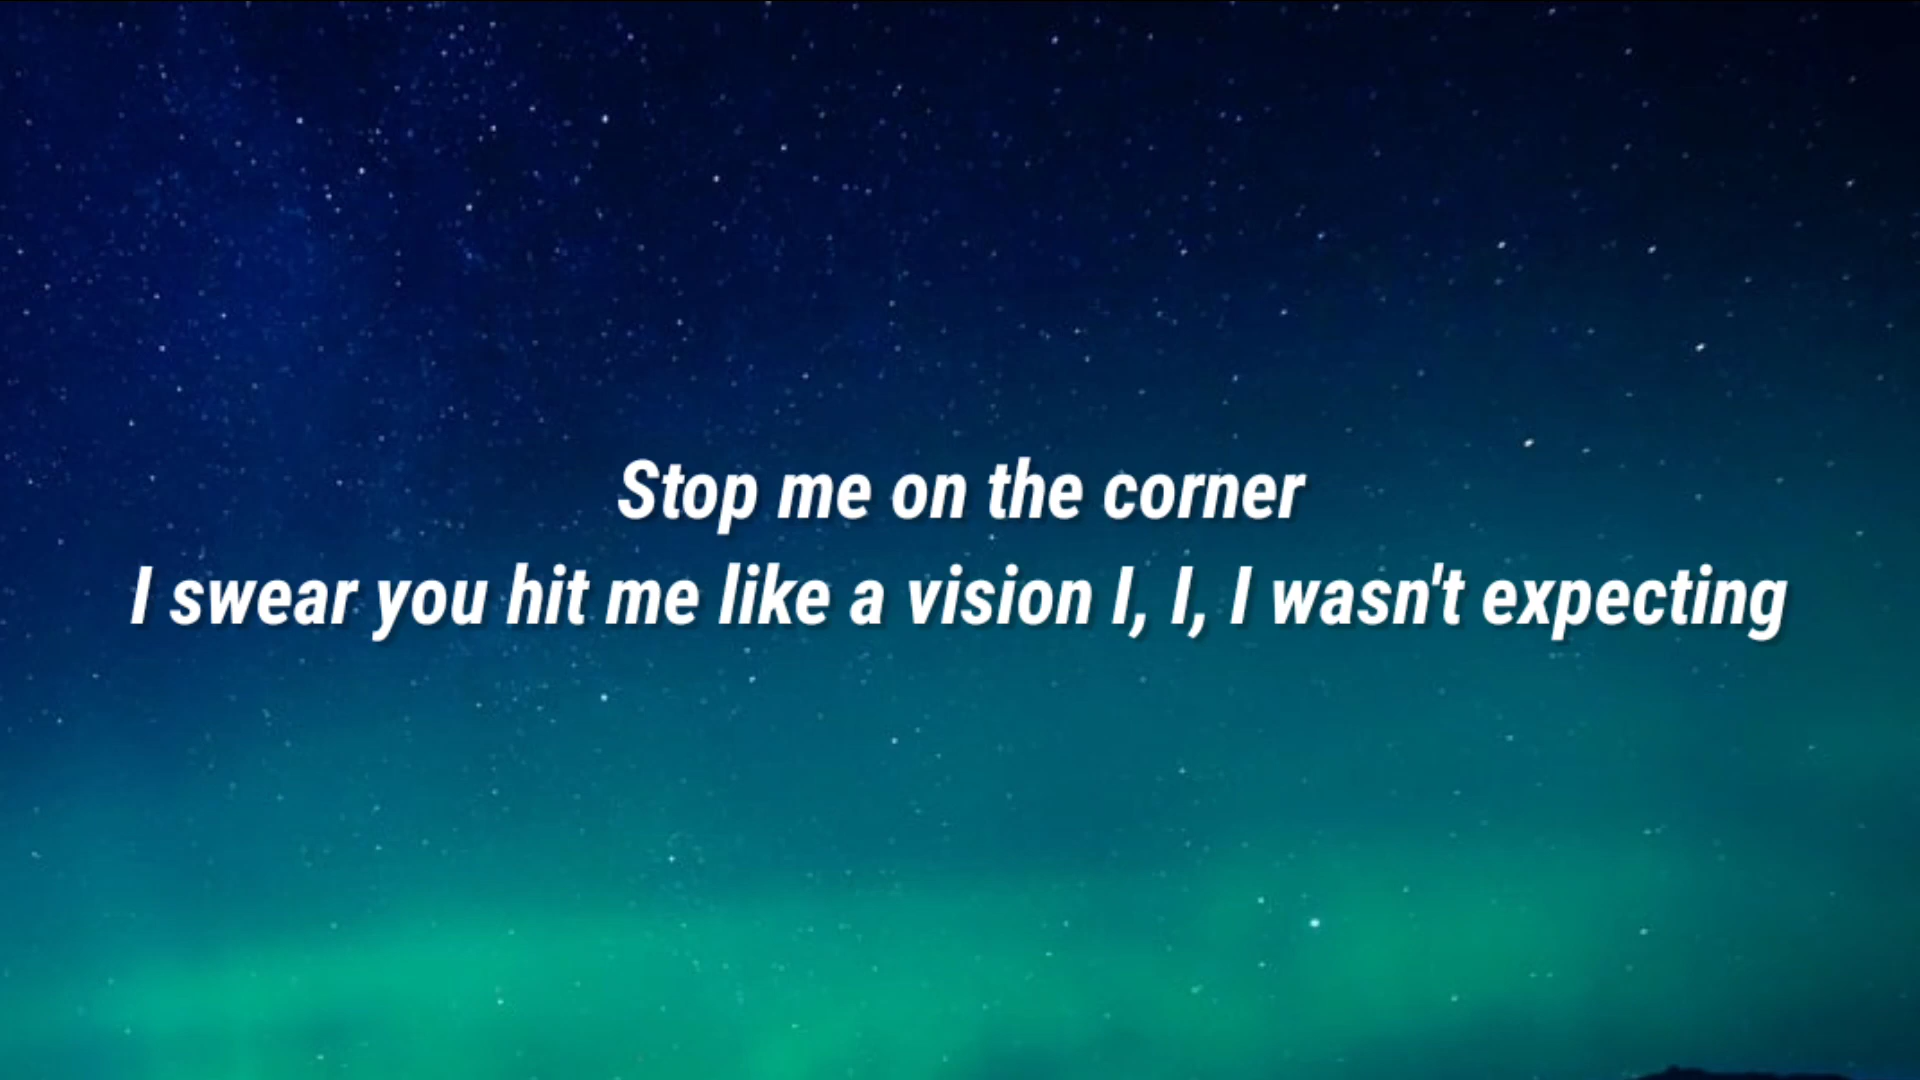 Stop me on the corner
I swear you hit me like a vision I, I, I wasn't expecting